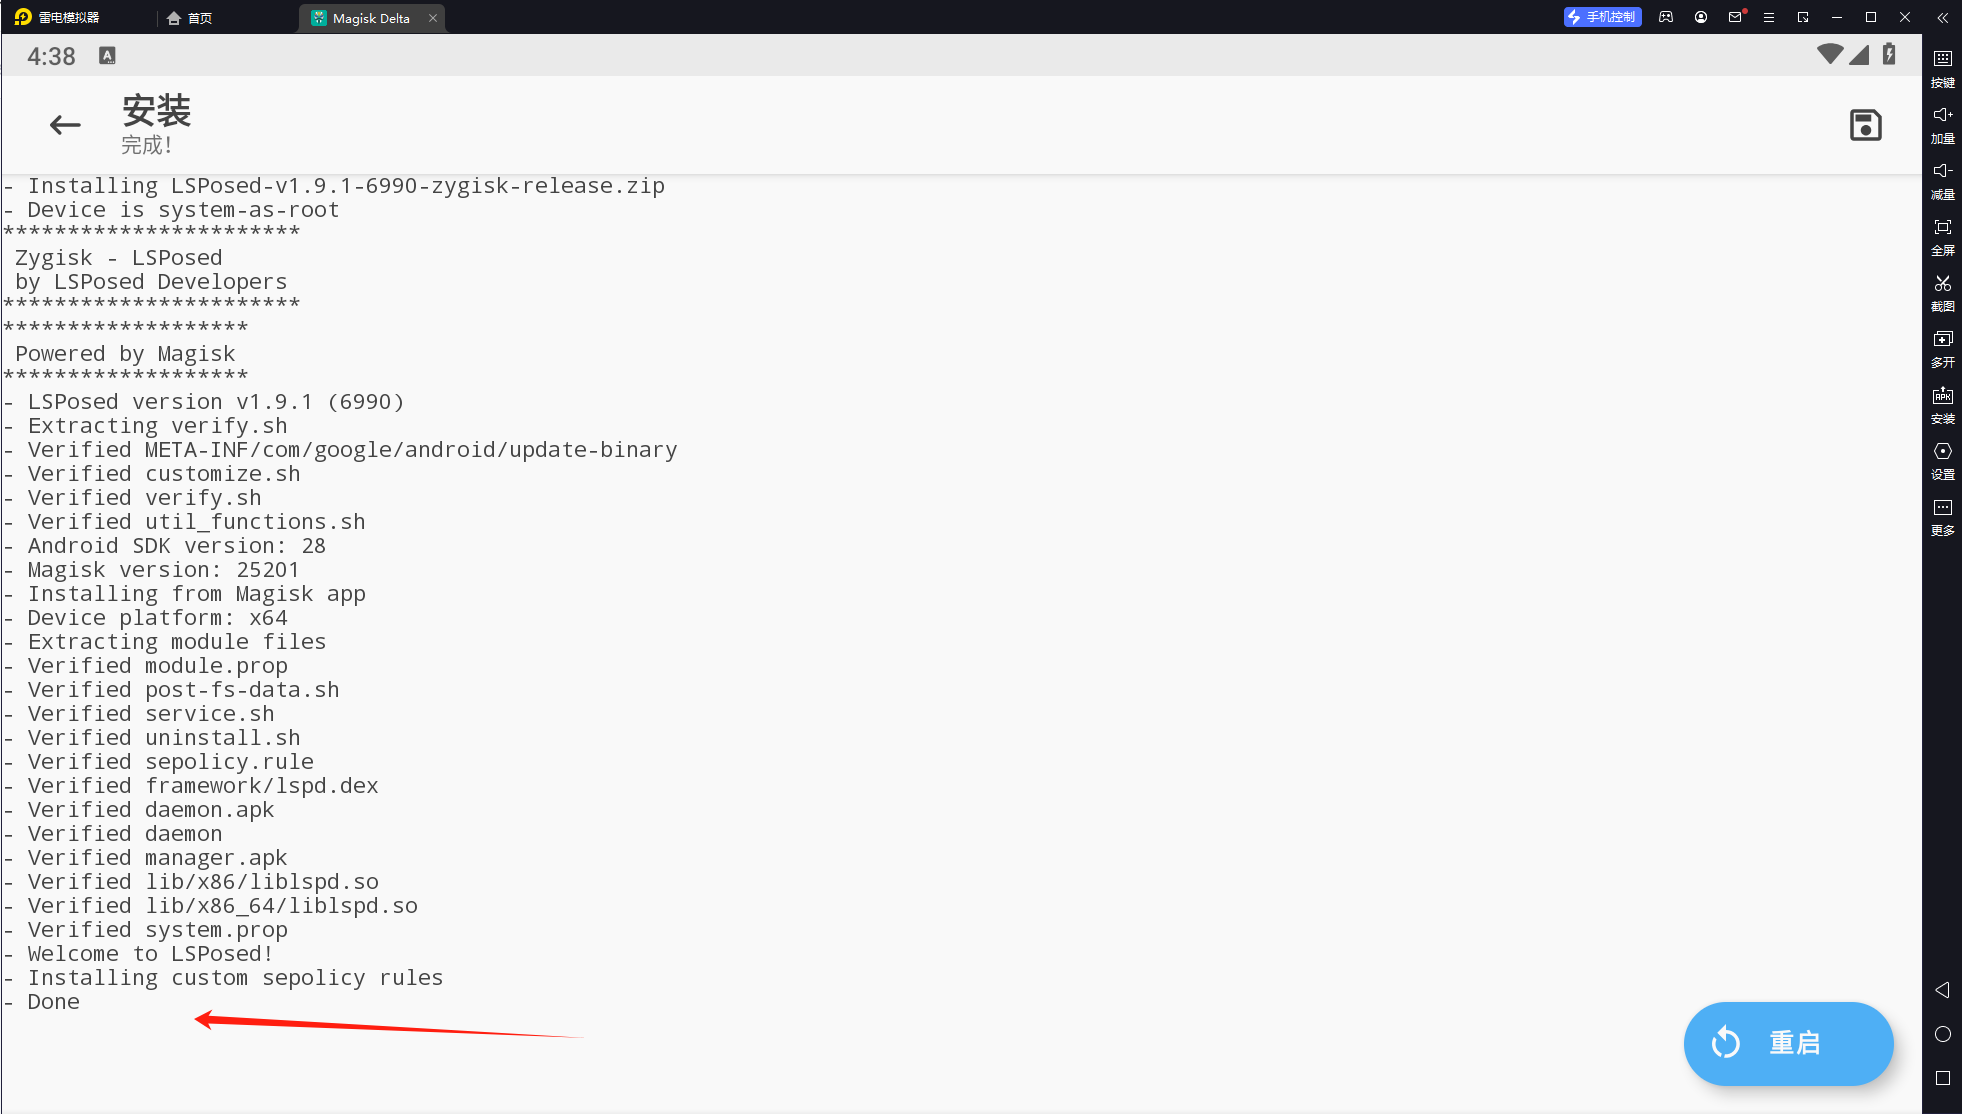 雷电模拟器
首页
Magisk Delta
手机控制
4:38
A
安装
完成！
- Installing LSPosed-v1.9.1-6990-zygisk-release.zip
- Device is system-as-root
***********************
Zygisk - LSPosed
by LSPosed Developers
***********************
*******************
Powered by Magisk
*******************
- LSPosed version v1.9.1 (6990)
- Extracting verify.sh
- Verified META-INF/com/google/android/update-binary
- Verified customize.sh
- Verified verify.sh
- Verified util_functions.sh
- Android SDK version: 28
- Magisk version: 25201
- Installing from Magisk app
- Device platform: x64
- Extracting module files
- Verified module.prop
- Verified post-fs-data.sh
- Verified service.sh
- Verified uninstall.sh
- Verified sepolicy.rule
- Verified framework/lspd.dex
- Verified daemon.apk
- Verified daemon
- Verified manager.apk
- Verified lib/x86/liblspd.so
- Verified lib/x86_64/liblspd.so
- Verified system.prop
- Welcome to LSPosed!
- Installing custom sepolicy rules
- Done
重启
按键
加量
减量
全屏
截图
多开
APK
安装
设置
更多